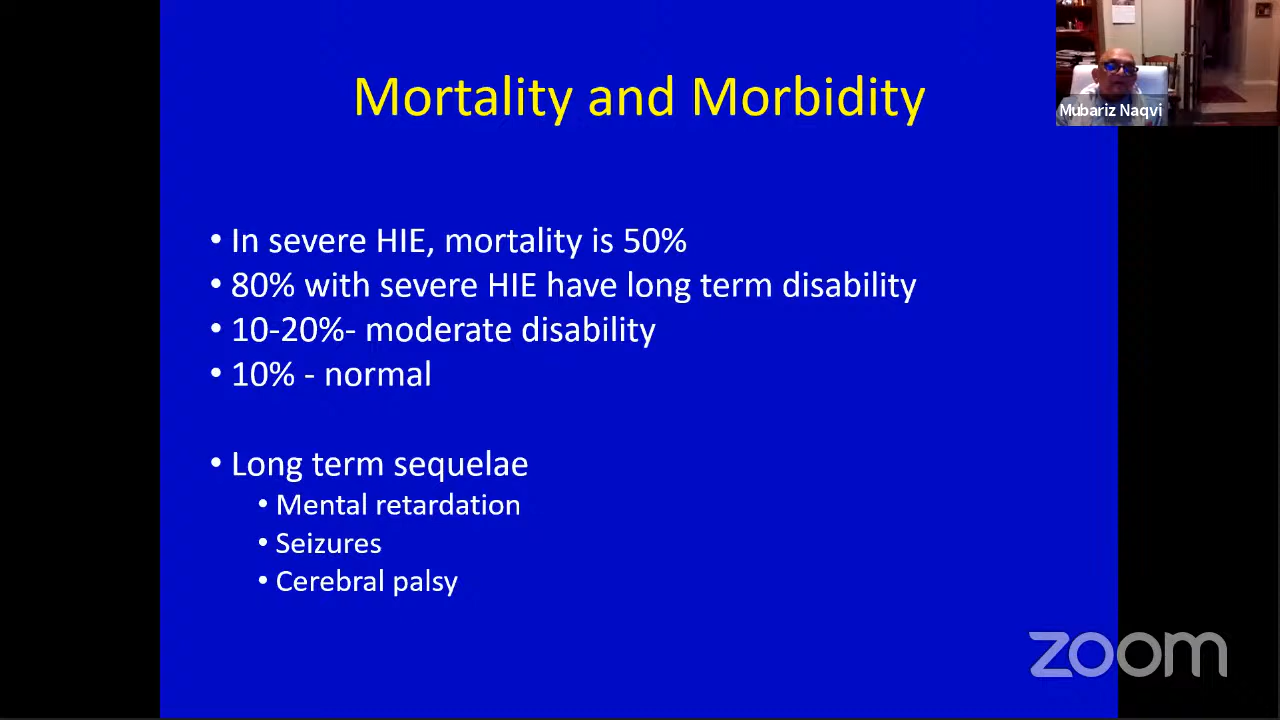 Mortality and Morbidity
Mubariz Naqvi
• In severe HIE, mortality is 50%
• 80% with severe HIE have long term disability
• 10-20%- moderate disability
• 10% - normal
• Long term sequelae
• Mental retardation
• Seizures
• Cerebral palsy
zoom